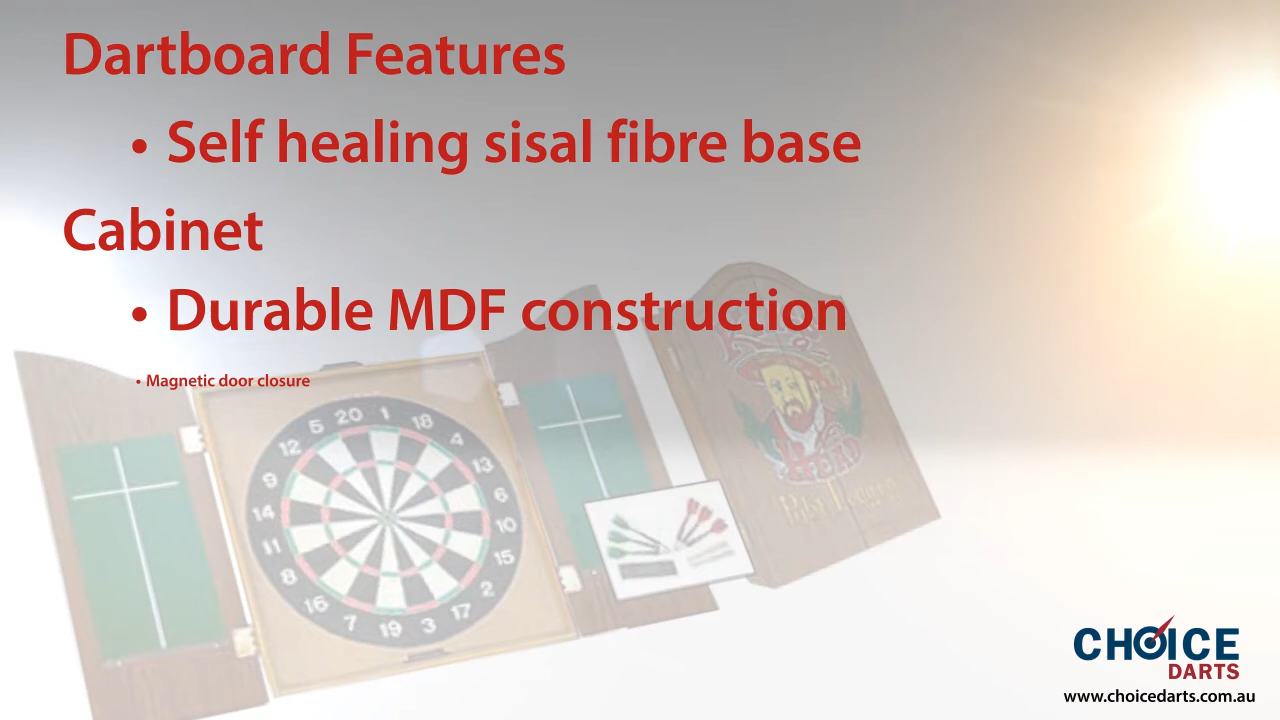 Dartboard Features
• Self healing sisal fibre base
Cabinet
• Durable MDF construction
• Magnetic door closure
20 1 18 4 13 6 10 15 2 17 3 19 7 16 8 11 14 9 12 5
HEAD
CHOICE
DARTS
www.choicedarts.com.au